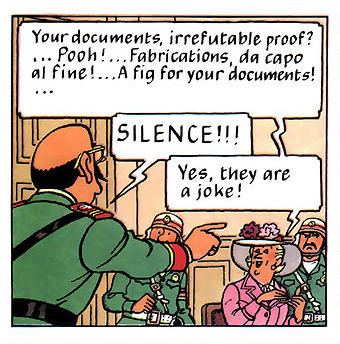 Your documents, irrefutable proof?
... Pooh!...Fabrications, da capo
al fine!...A fig for your documents!
...
SILENCE!!!
Yes, they are
a joke!